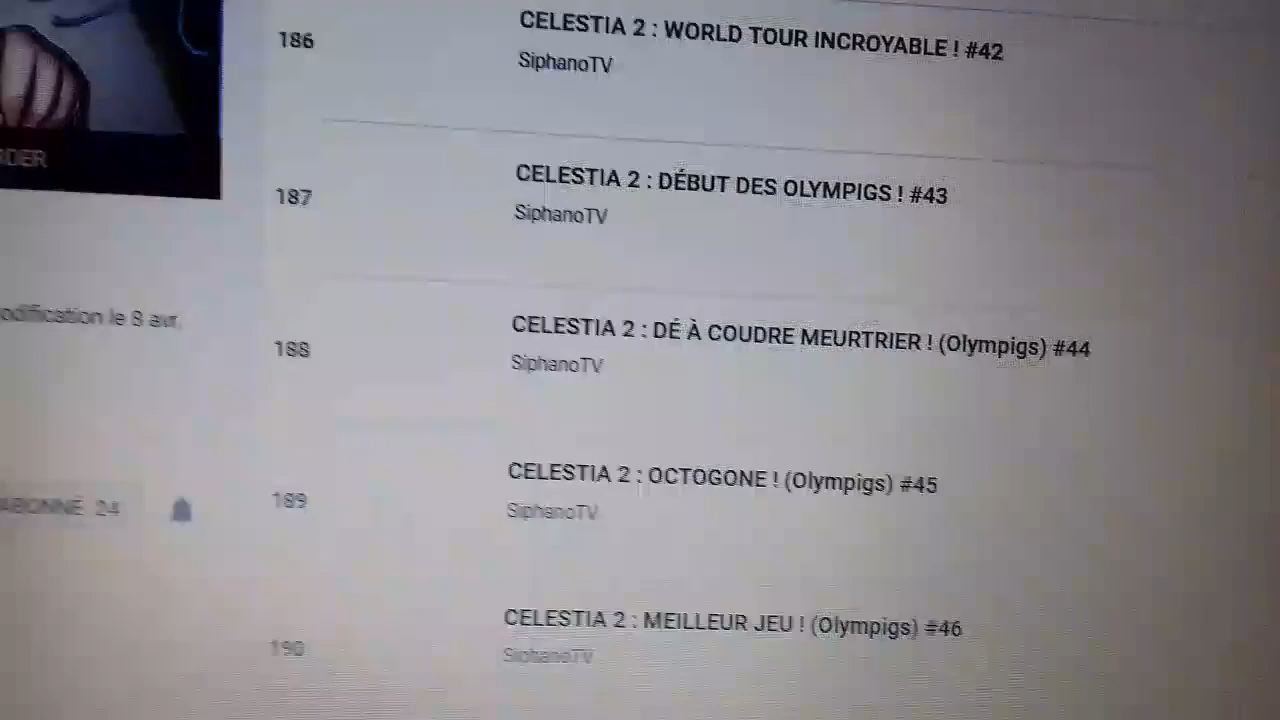 186
CELESTIA 2 : WORLD TOUR INCROYABLE ! #42
SiphanoTV
DER
187
CELESTIA 2 : DÉBUT DES OLYMPIGS ! #43
SiphanoTV
odification le 8 avr.
188
CELESTIA 2 : DÉ À COUDRE MEURTRIER ! (Olympigs) #44
SiphanoTV
ABONNÉ 24
189
CELESTIA 2 : OCTOGONE ! (Olympigs) #45
SiphanoTV
190
CELESTIA 2 : MEILLEUR JEU ! (Olympigs) #46
SiphanoTV